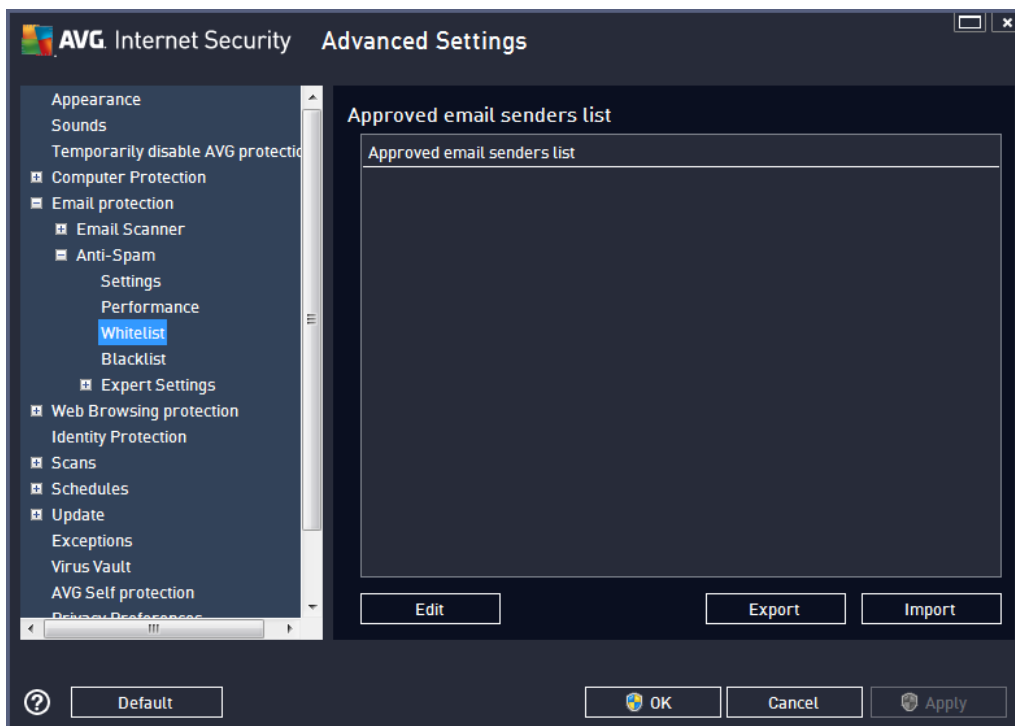 AVG. Internet Security Advanced Settings
Appearance
Sounds
Temporarily disable AVG protectio
Computer Protection
Email protection
Email Scanner
Anti-Spam
Settings
Performance
Whitelist
Blacklist
Expert Settings
Web Browsing protection
Identity Protection
Scans
Schedules
Update
Exceptions
Virus Vault
AVG Self protection
Privacy Preferences
Approved email senders list
Approved email senders list
Edit
Export
Import
Default
OK
Cancel
Apply